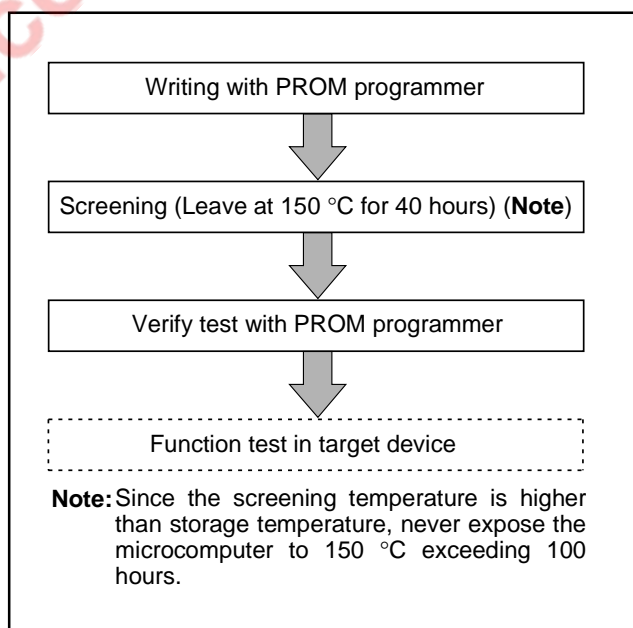 Writing with PROM programmer
Screening (Leave at 150 °C for 40 hours) (Note)
Verify test with PROM programmer
Function test in target device
Note: Since the screening temperature is higher
than storage temperature, never expose the
microcomputer to 150 °C exceeding 100
hours.